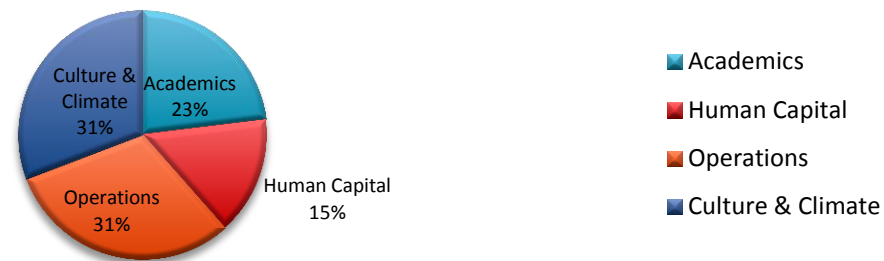 Culture &
Climate
31%
Academics
23%
Human Capital
15%
Operations
31%
Academics
Human Capital
Operations
Culture & Climate